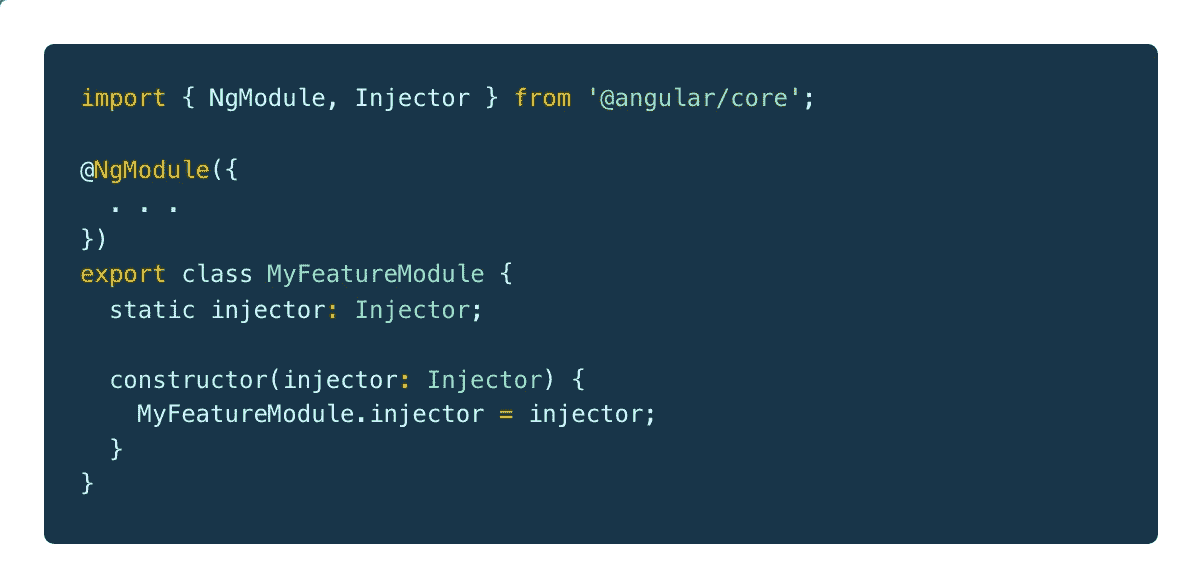 import { NgModule, Injector } from '@angular/core';
@NgModule({
  . . .
})
export class MyFeatureModule {
  static injector: Injector;
  constructor(injector: Injector) {
    MyFeatureModule.injector = injector;
  }
}